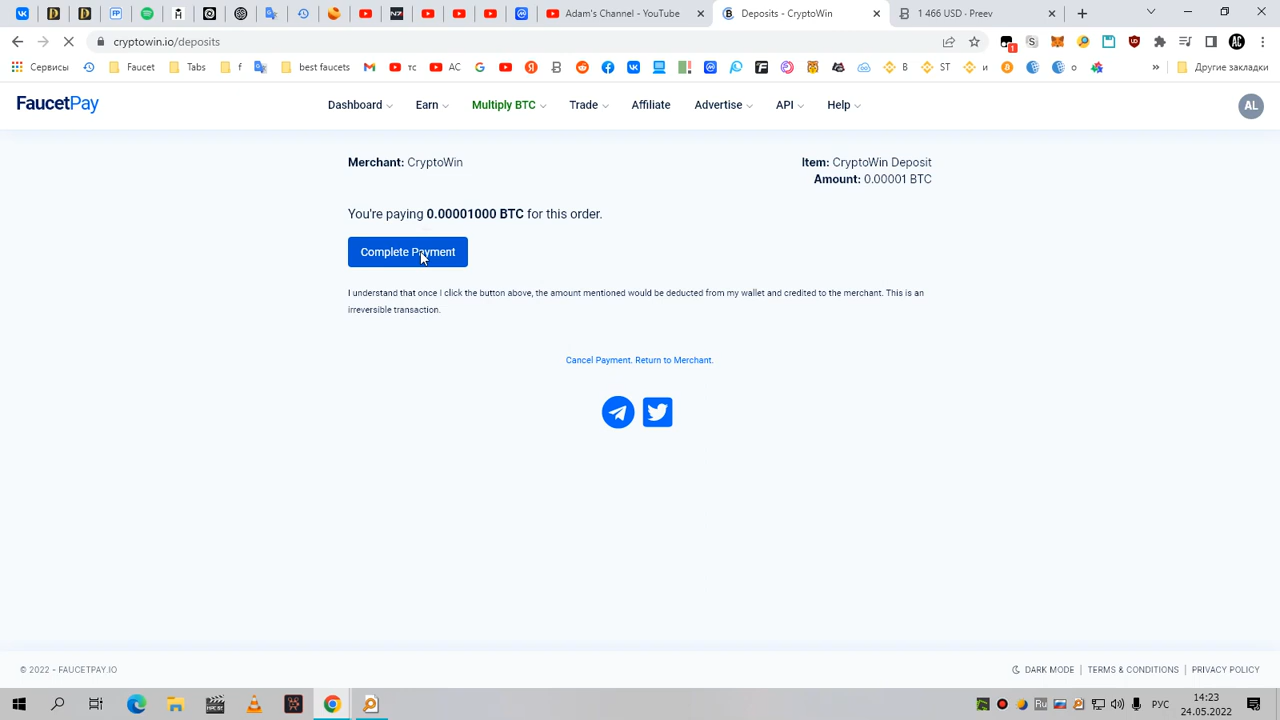 Adam's Channel - YouTube
Deposits - CryptoWin
1 466 USD - Preev
cryptowin.io/deposits
Сервисы
Faucet
Tabs
f
best faucets
тс
АС
В
ST
и
о
Другие закладки
FaucetPay
Dashboard
Earn
Multiply BTC
Trade
Affiliate
Advertise
API
Help
AL
Merchant: CryptoWin
Item: CryptoWin Deposit
Amount: 0.00001 BTC
You're paying 0.00001000 BTC for this order.
Complete Payment
I understand that once I click the button above, the amount mentioned would be deducted from my wallet and credited to the merchant. This is an
irreversible transaction.
Cancel Payment. Return to Merchant.
© 2022 - FAUCETPAY.IO
DARK MODE | TERMS & CONDITIONS | PRIVACY POLICY
РУС
14:23
24.05.2022